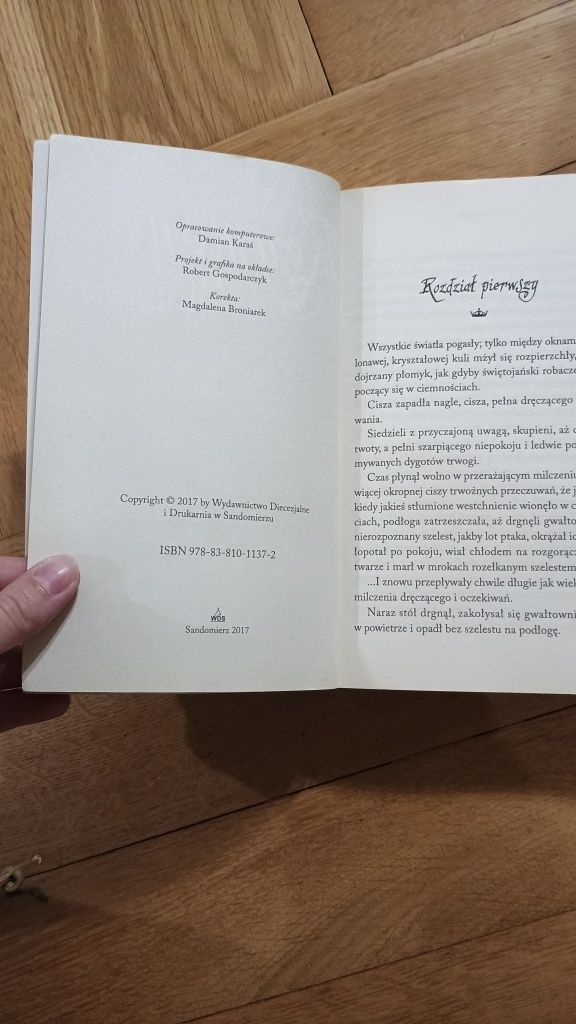 Opracowanie komputerowe:
Damian Karaś
Projekt i grafika na okładce:
Robert Gospodarczyk
Korekta:
Magdalena Broniarek
Copyright © 2017 by Wydawnictwo Diecezjalne
i Drukarnia w Sandomierzu
ISBN 978-83-810-1137-2
WDS
Sandomierz 2017
Rozdział pierwszy
Wszystkie światła pogasły; tylko między oknam
lonawej, kryształowej kuli mżył się rozpierzchły,
dojrzany płomyk, jak gdyby świętojański robacze
poczący się w ciemnościach.
Cisza zapadła nagle, cisza, pełna dręczącego
wania.
Siedzieli z przyczajoną uwagą, skupieni, aż
twoty, a pełni szarpiącego niepokoju i ledwie po
mywanych dygotów trwogi.
Czas płynął wolno w przerażającym milczeniu
wiącej okropnej ciszy trwożnych przeczuwań, że
kiedy jakieś stłumione westchnienie wionęło w
ciach, podłoga zatrzeszczała, aż drgnęli gwałto
nierozpoznany szelest, jakby lot ptaka, okrążał
łopotał po pokoju, wiał chłodem na rozgorącz
twarze i marł w mrokach rozełkanym szelestem
...I znowu przepływały chwile długie jak wiek
milczenia dręczącego i oczekiwań.
Naraz stół drgnął, zakołysał się gwałtowni
w powietrze i opadł bez szelestu na podłogę.